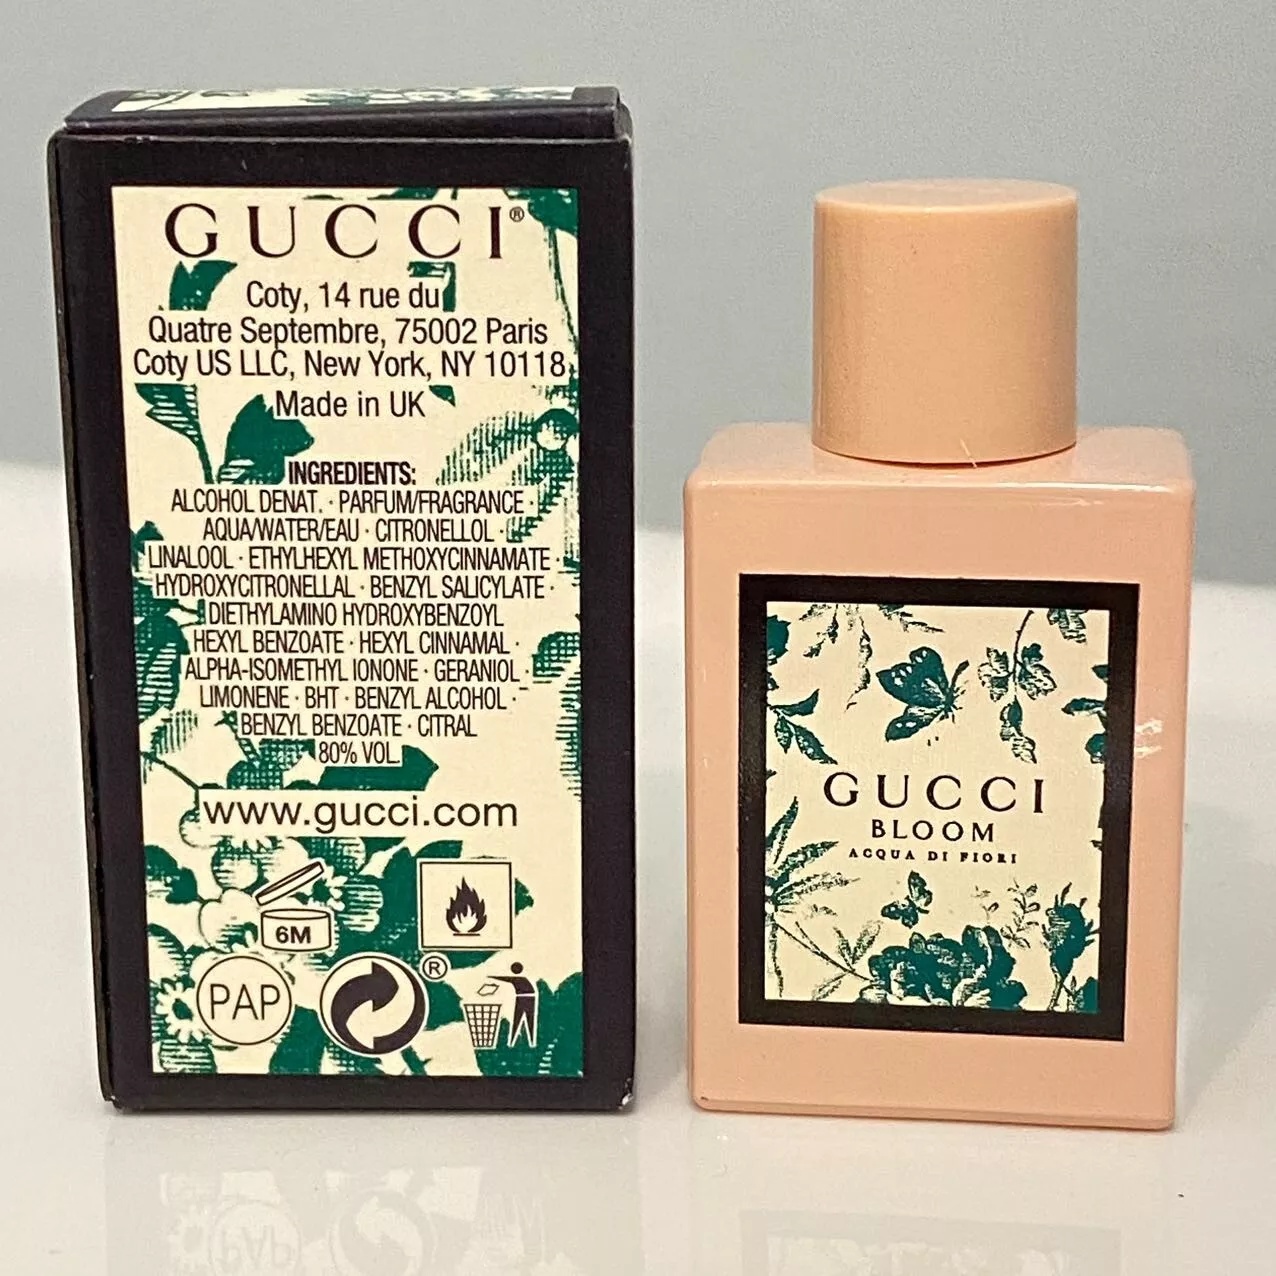 GUCCI®
Coty, 14 rue du
Quatre Septembre, 75002 Paris
Coty US LLC, New York, NY 10118
Made in UK
INGREDIENTS:
ALCOHOL DENAT. · PARFUM/FRAGRANCE ·
AQUA/WATER/EAU · CITRONELLOL ·
LINALOOL · ETHYLHEXYL METHOXYCINNAMATE ·
HYDROXYCITRONELLAL · BENZYL SALICYLATE ·
DIETHYLAMINO HYDROXYBENZOYL
HEXYL BENZOATE · HEXYL CINNAMAL ·
ALPHA-ISOMETHYL IONONE · GERANIOL ·
LIMONENE · BHT · BENZYL ALCOHOL ·
BENZYL BENZOATE · CITRAL
80% VOL.
www.gucci.com
6M
PAP
®
GUCCI
BLOOM
ACQUA DI FIORI